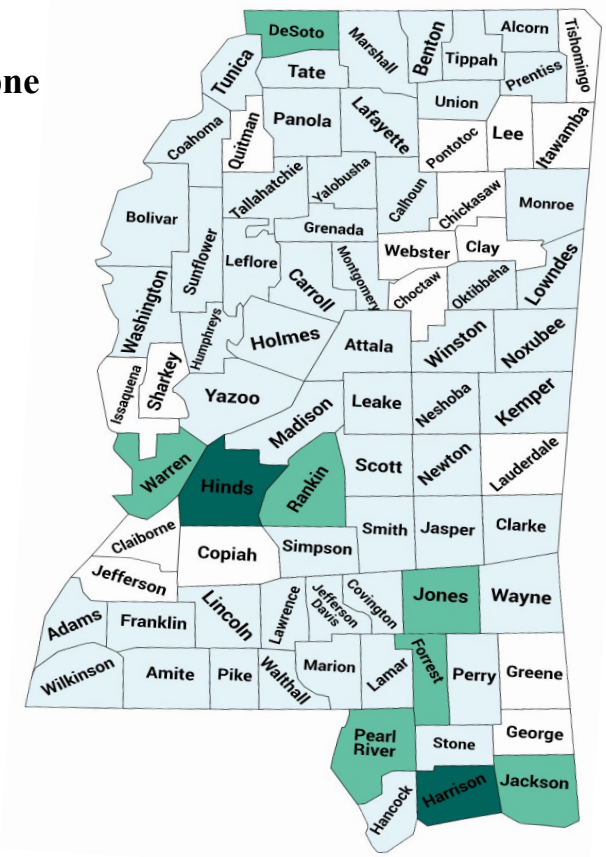 one
DeSoto
Marshall
Benton
Tippah
Alcorn
Tishomingo
Prentiss
Tunica
Tate
Panola
Lafayette
Union
Pontotoc
Lee
Itawamba
Coahoma
Quitman
Tallahatchie
Yalobusha
Calhoun
Chickasaw
Monroe
Bolivar
Sunflower
Leflore
Grenada
Webster
Clay
Carroll
Montgomery
Choctaw
Oktibbeha
Lowndes
Washington
Humphreys
Holmes
Attala
Winston
Noxubee
Issaquena
Sharkey
Yazoo
Madison
Leake
Neshoba
Kemper
Warren
Hinds
Rankin
Scott
Newton
Lauderdale
Claiborne
Copiah
Simpson
Smith
Jasper
Clarke
Jefferson
Adams
Franklin
Lincoln
Lawrence
Jefferson
Davis
Covington
Jones
Wayne
Wilkinson
Amite
Pike
Walthall
Marion
Lamar
Forrest
Perry
Greene
Pearl
River
Stone
George
Hancock
Harrison
Jackson